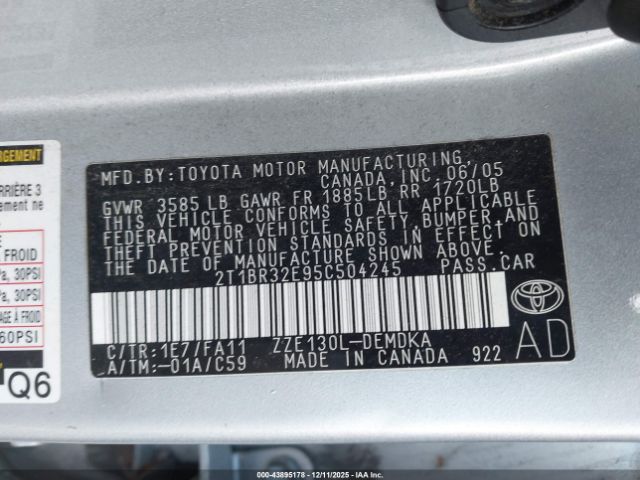 RGEMENT
RRIÈRE 3
ement ne
FROID
a, 30PSI
a, 30PSI
60PSI
Q6
MFD.BY:TOYOTA MOTOR MANUFACTURING,
CANADA, INC. 06/05
GVWR 3585 LB GAWR FR 1885LB RR 1720LB
THIS VEHICLE CONFORMS TO ALL APPLICABLE
FEDERAL MOTOR VEHICLE SAFETY, BUMPER, AND
THEFT PREVENTION STANDARDS IN EFFECT ON
THE DATE OF MANUFACTURE SHOWN ABOVE.
2T1BR32E95C504245 PASS.CAR
C/TR:1E7/FA11 ZZE130L-DEMDKA
A/TM:-01A/C59 MADE IN CANADA 922
TOYOTA
AD
000-43895178 - 12/11/2025 - IAAI, Inc.